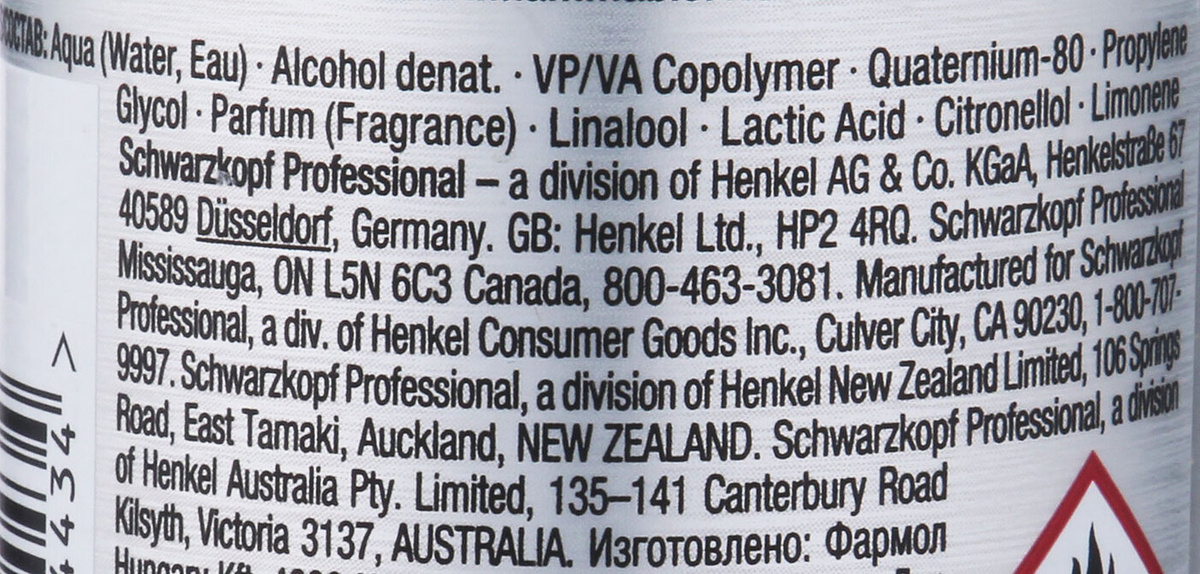 СОСТАВ: Aqua (Water, Eau) · Alcohol denat. · VP/VA Copolymer · Quaternium-80 · Propylene
Glycol · Parfum (Fragrance) · Linalool · Lactic Acid · Citronellol · Limonene
Schwarzkopf Professional – a division of Henkel AG & Co. KGaA, Henkelstraße 67
40589 Düsseldorf, Germany. GB: Henkel Ltd., HP2 4RQ. Schwarzkopf Professional
Mississauga, ON L5N 6C3 Canada, 800-463-3081. Manufactured for Schwarzkopf
Professional, a div. of Henkel Consumer Goods Inc., Culver City, CA 90230, 1-800-707-
9997. Schwarzkopf Professional, a division of Henkel New Zealand Limited, 106 Springs
Road, East Tamaki, Auckland, NEW ZEALAND. Schwarzkopf Professional, a division
of Henkel Australia Pty. Limited, 135–141 Canterbury Road
Kilsyth, Victoria 3137, AUSTRALIA. Изготовлено: Фармол
Hungary Kft.
44434 >